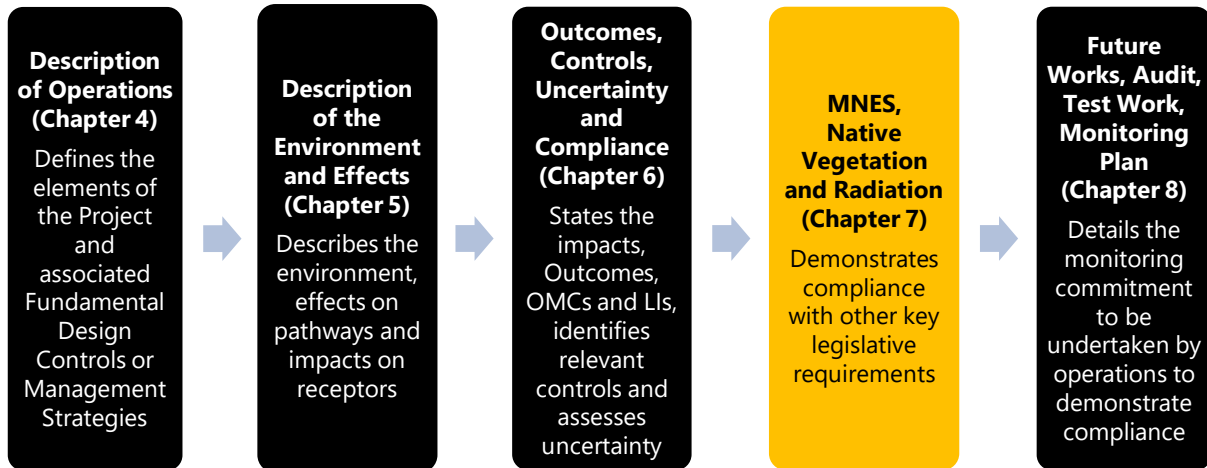 Description
of Operations
(Chapter 4)
Defines the
elements of
the Project
and
associated
Fundamental
Design
Controls or
Management
Strategies
Description
of the
Environment
and Effects
(Chapter 5)
Describes the
environment,
effects on
pathways and
impacts on
receptors
Outcomes,
Controls,
Uncertainty
and
Compliance
(Chapter 6)
States the
impacts,
Outcomes,
OMCs and LIs,
identifies
relevant
controls and
assesses
uncertainty
MNES,
Native
Vegetation
and Radiation
(Chapter 7)
Demonstrates
compliance
with other key
legislative
requirements
Future
Works, Audit,
Test Work,
Monitoring
Plan
(Chapter 8)
Details the
monitoring
commitment
to be
undertaken by
operations to
demonstrate
compliance